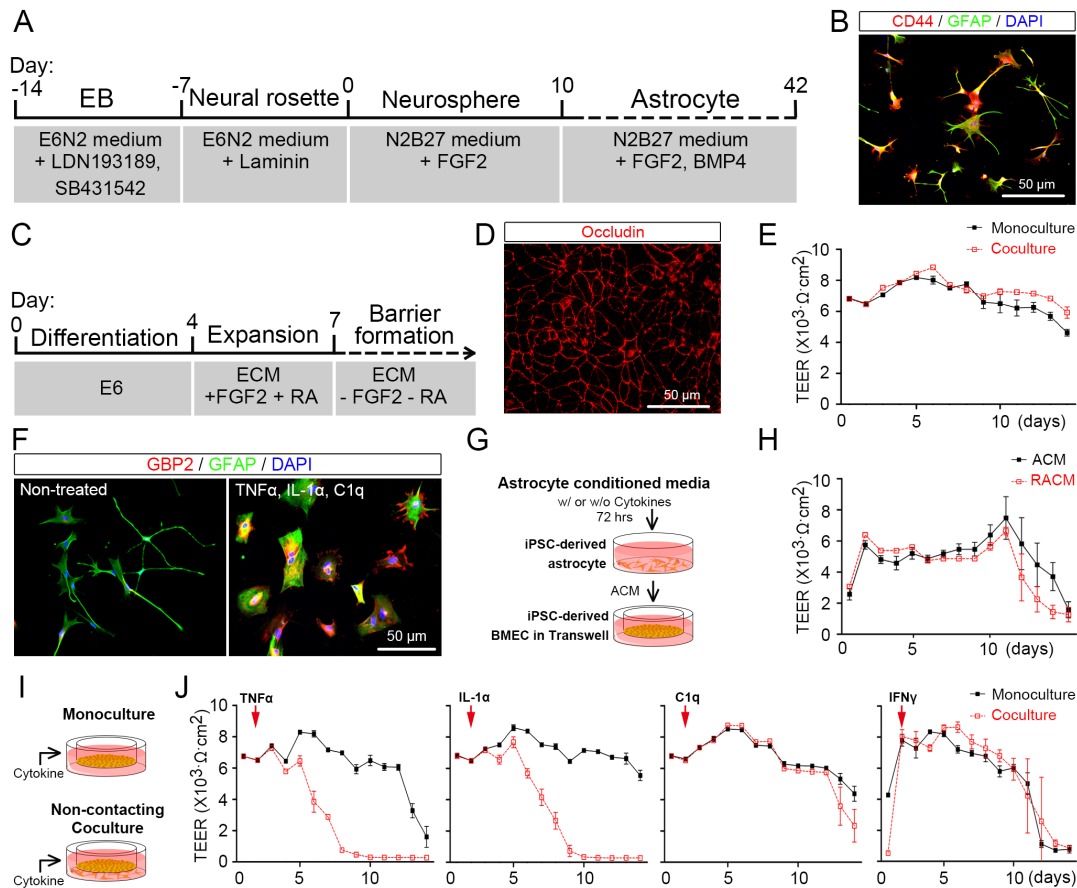 A
Day:
-14
-7
0
10
42
EB
Neural rosette
Neurosphere
Astrocyte
E6N2 medium
+ LDN193189,
SB431542
E6N2 medium
+ Laminin
N2B27 medium
+ FGF2
N2B27 medium
+ FGF2, BMP4
B
CD44 / GFAP / DAPI
50 μm
C
Day:
0
4
7
Differentiation
Expansion
Barrier
formation
E6
ECM
+FGF2 + RA
ECM
- FGF2 - RA
D
Occludin
50 μm
E
Monoculture
Coculture
TEER (X10³·Ω·cm²)
10
8
6
4
2
0
0
5
10
(days)
F
GBP2 / GFAP / DAPI
Non-treated
TNFα, IL-1α, C1q
50 μm
G
Astrocyte conditioned media
w/ or w/o Cytokines
72 hrs
iPSC-derived
astrocyte
ACM
iPSC-derived
BMEC in Transwell
H
ACM
RACM
TEER (X10³·Ω·cm²)
10
8
6
4
2
0
0
5
10
(days)
I
Monoculture
Cytokine
Non-contacting
Coculture
Cytokine
J
TNFα
IL-1α
C1q
IFNγ
Monoculture
Coculture
TEER (X10³·Ω·cm²)
10
8
6
4
2
0
0
5
10
0
5
10
0
5
10
0
5
10
(days)